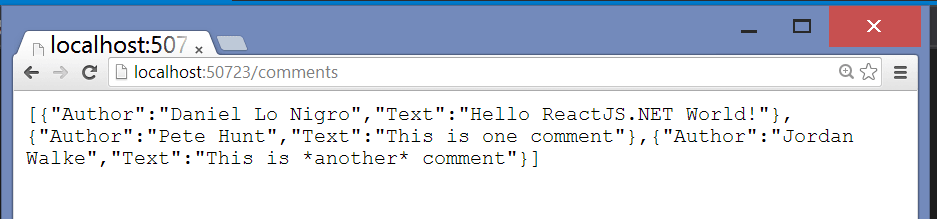 localhost:507
localhost:50723/comments
[{"Author":"Daniel Lo Nigro","Text":"Hello ReactJS.NET World!"},
{"Author":"Pete Hunt","Text":"This is one comment"},{"Author":"Jordan
Walke","Text":"This is *another* comment"}]